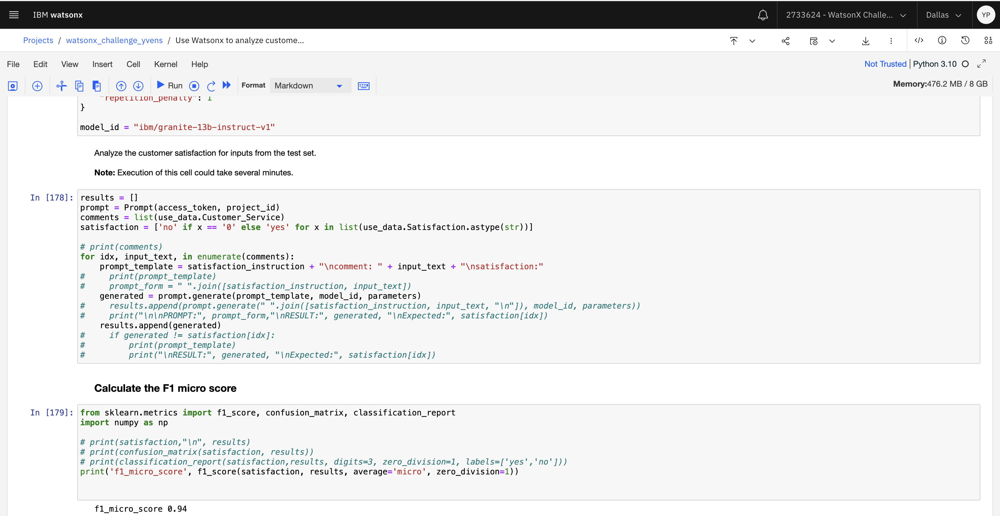 IBM watsonx
2733624 - WatsonX Challe...
Dallas
YP
Projects / watsonx_challenge_yvens / Use Watsonx to analyze custome...
File Edit View Insert Cell Kernel Help
Not Trusted | Python 3.10
Run
Format
Markdown
Memory:476.2 MB / 8 GB
"repetition_penalty": 1
}
model_id = "ibm/granite-13b-instruct-v1"
Analyze the customer satisfaction for inputs from the test set.
Note: Execution of this cell could take several minutes.
In [178]:
results = []
prompt = Prompt(access_token, project_id)
comments = list(use_data.Customer_Service)
satisfaction = ['no' if x == '0' else 'yes' for x in list(use_data.Satisfaction.astype(str))]
# print(comments)
for idx, input_text, in enumerate(comments):
    prompt_template = satisfaction_instruction + "\ncomment: " + input_text + "\nsatisfaction:"
#     print(prompt_template)
#     prompt_form = " ".join([satisfaction_instruction, input_text])
    generated = prompt.generate(prompt_template, model_id, parameters)
#     results.append(prompt.generate(" ".join([satisfaction_instruction, input_text, "\n"]), model_id, parameters))
#     print("\n\nPROMPT:", prompt_form,"\nRESULT:", generated, "\nExpected:", satisfaction[idx])
    results.append(generated)
#     if generated != satisfaction[idx]:
#         print(prompt_template)
#         print("\nRESULT:", generated, "\nExpected:", satisfaction[idx])
Calculate the F1 micro score
In [179]:
from sklearn.metrics import f1_score, confusion_matrix, classification_report
import numpy as np
# print(satisfaction,"\n", results)
# print(confusion_matrix(satisfaction, results))
# print(classification_report(satisfaction,results, digits=3, zero_division=1, labels=['yes','no']))
print('f1_micro_score', f1_score(satisfaction, results, average='micro', zero_division=1))
f1_micro_score 0.94